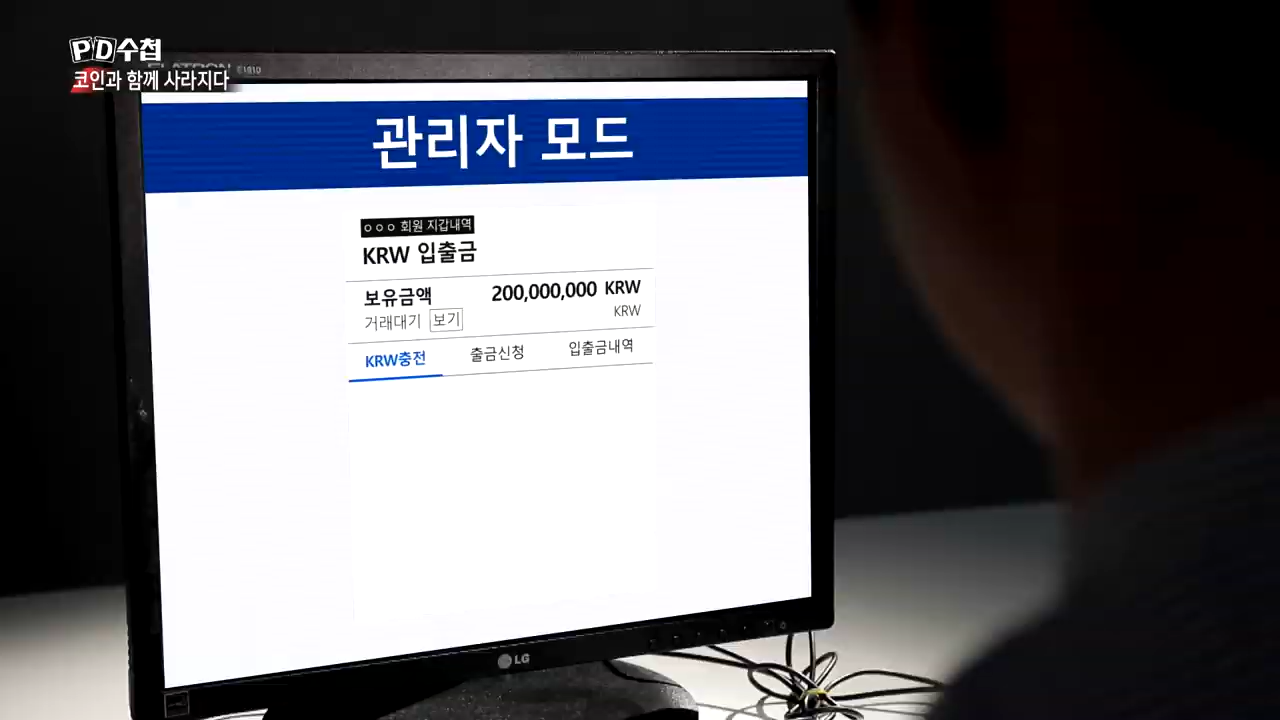 PD수첩
코인과 함께 사라지다
관리자 모드
ㅇㅇㅇ 회원 지갑내역
KRW 입출금
보유금액 200,000,000 KRW
거래대기 보기 KRW
KRW충전 출금신청 입출금내역
LG